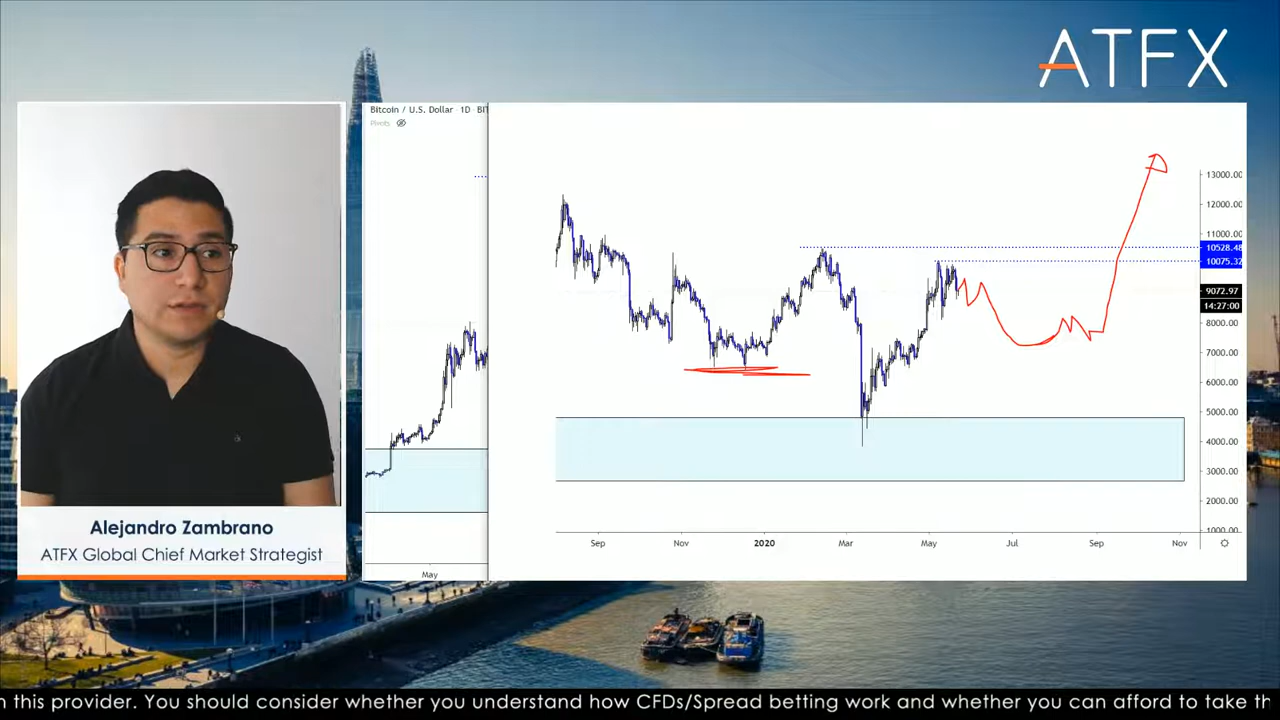 ATFX
Bitcoin / U.S. Dollar · 1D · BI
Pivots
13000.00
12000.00
11000.00
10528.48
10075.32
9072.97
14:27:00
8000.00
7000.00
6000.00
5000.00
4000.00
3000.00
2000.00
1000.00
Sep
Nov
2020
Mar
May
Jul
Sep
Nov
May
Alejandro Zambrano
ATFX Global Chief Market Strategist
this provider. You should consider whether you understand how CFDs/Spread betting work and whether you can afford to take